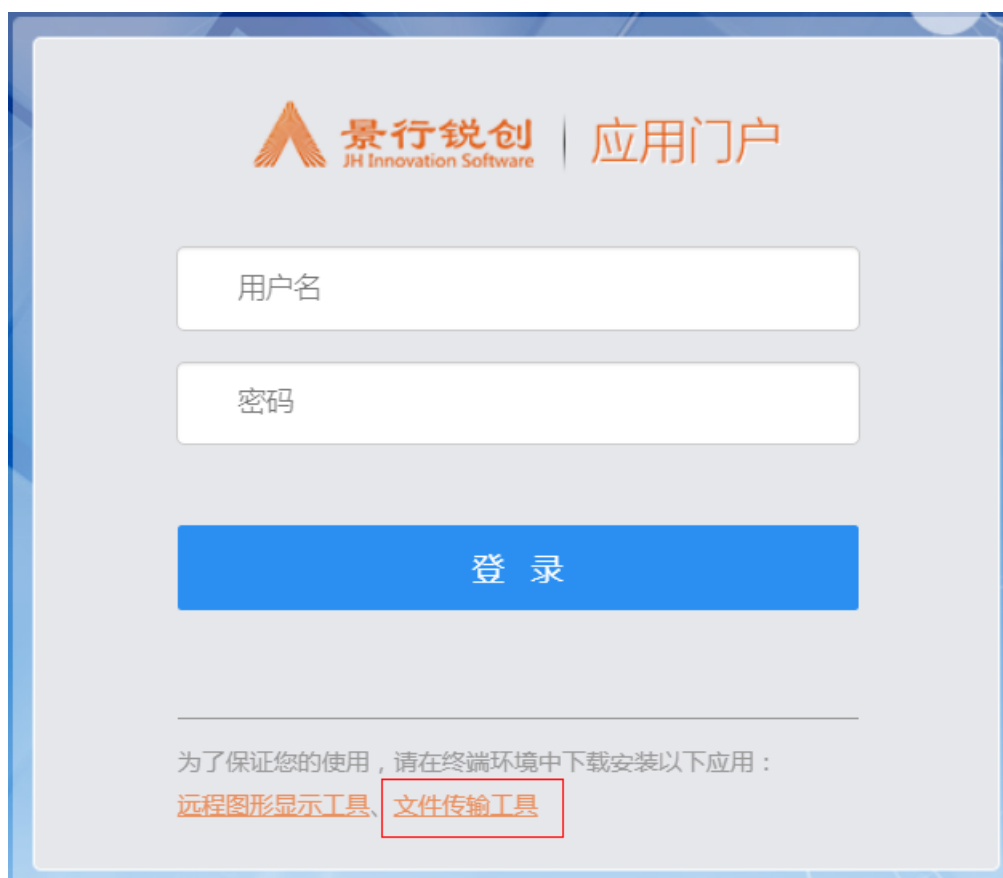 景行锐创 应用门户
JH Innovation Software
用户名
密码
登 录
为了保证您的使用，请在终端环境中下载安装以下应用：
远程图形显示工具、文件传输工具